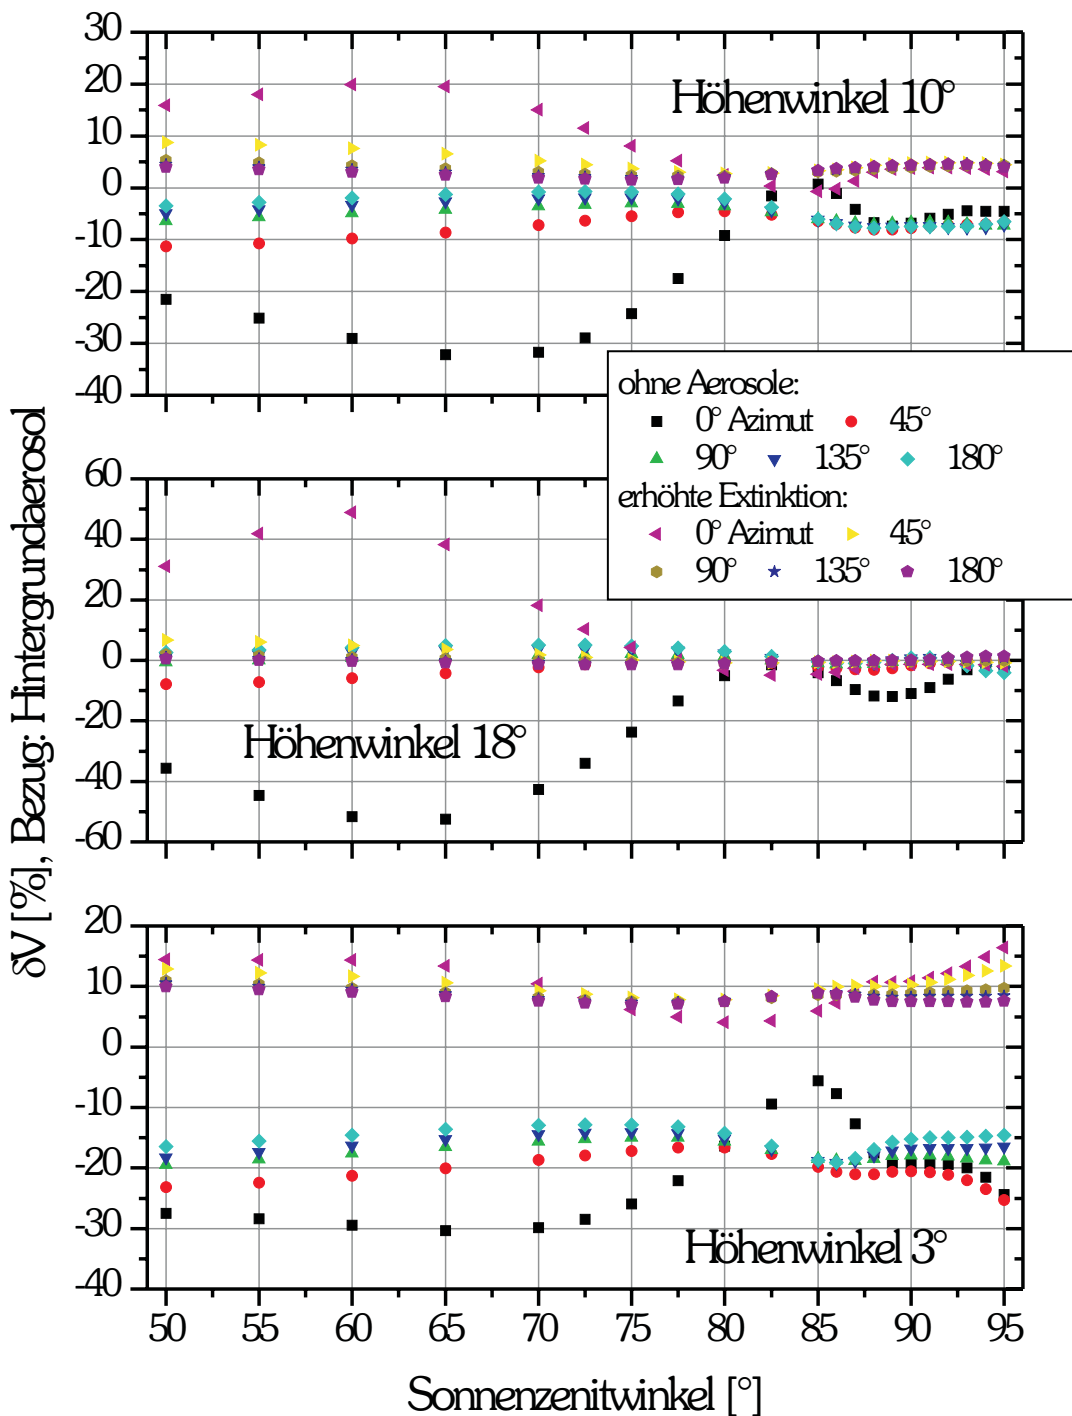 30
20
10
0
-10
-20
-30
-40
Höhenwinkel 10°
ohne Aerosole:
0° Azimut 45°
90° 135° 180°
erhöhte Extinktion:
0° Azimut 45°
90° 135° 180°
60
40
20
0
-20
-40
-60
Höhenwinkel 18°
δV [%], Bezug: Hintergrundaerosol
20
10
0
-10
-20
-30
-40
Höhenwinkel 3°
50 55 60 65 70 75 80 85 90 95
Sonnenzenitwinkel [°]